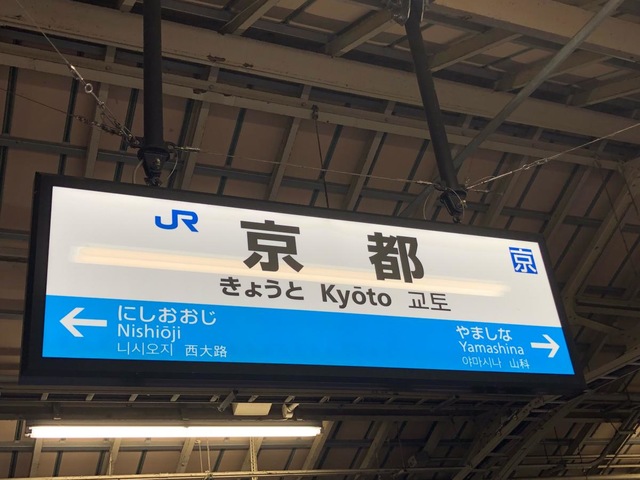 JR 京都 京
きょうと Kyōto 교토
← にしおおじ
Nishiōji
니시오지 西大路
やましな →
Yamashina
야마시나 山科